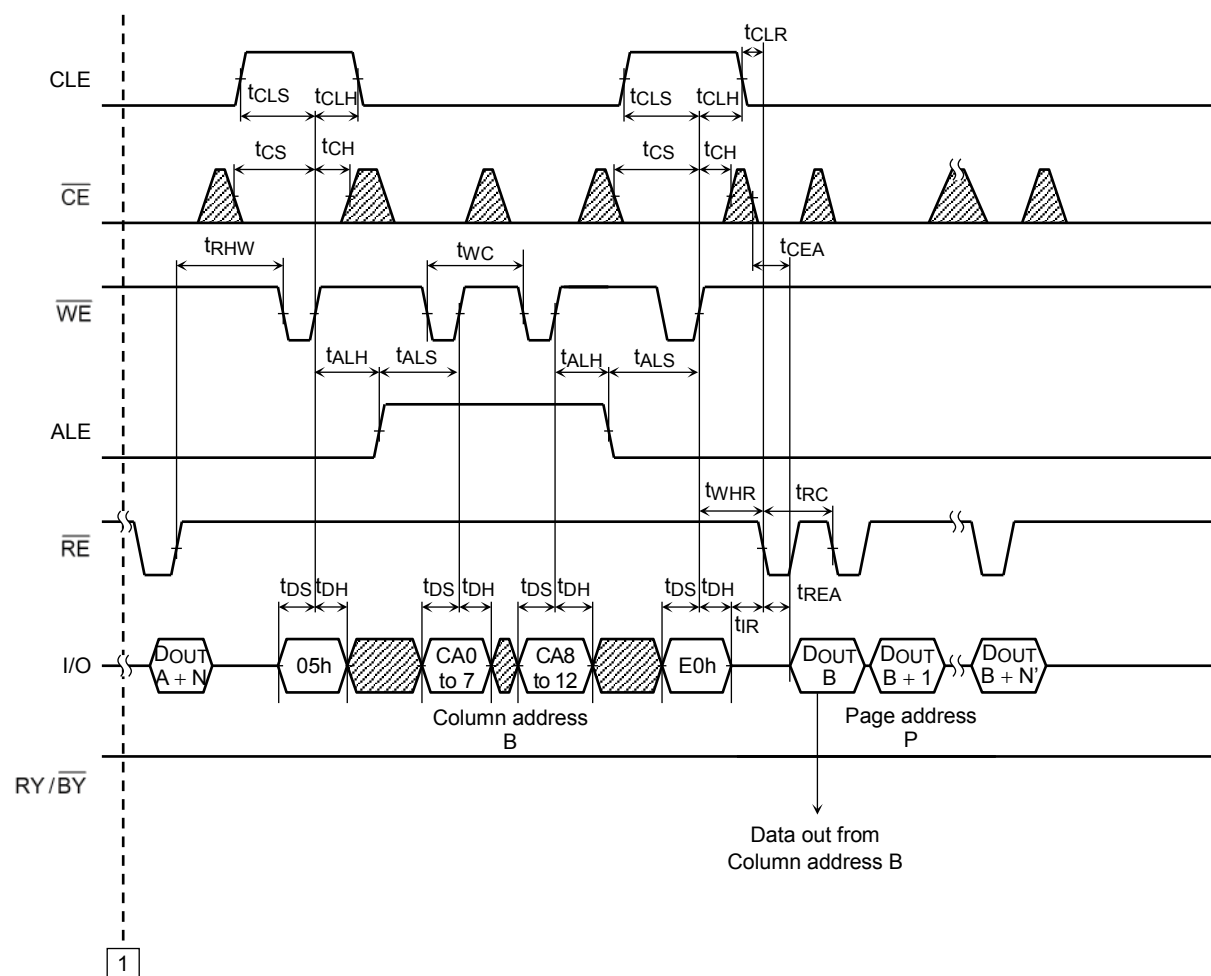 tCLR
CLE
tCLS tCLH tCLS tCLH
tCS tCH tCS tCH
CE
tRHW tWC tCEA
WE
tALH tALS tALH tALS
ALE
tWHR tRC
RE
tDS tDH tDS tDH tDS tDH tDS tDH tREA
tIR
I/O
DOUT A + N
05h
CA0 to 7
CA8 to 12
E0h
DOUT B
DOUT B + 1
DOUT B + N'
Column address B
Page address P
RY/BY
Data out from
Column address B
1